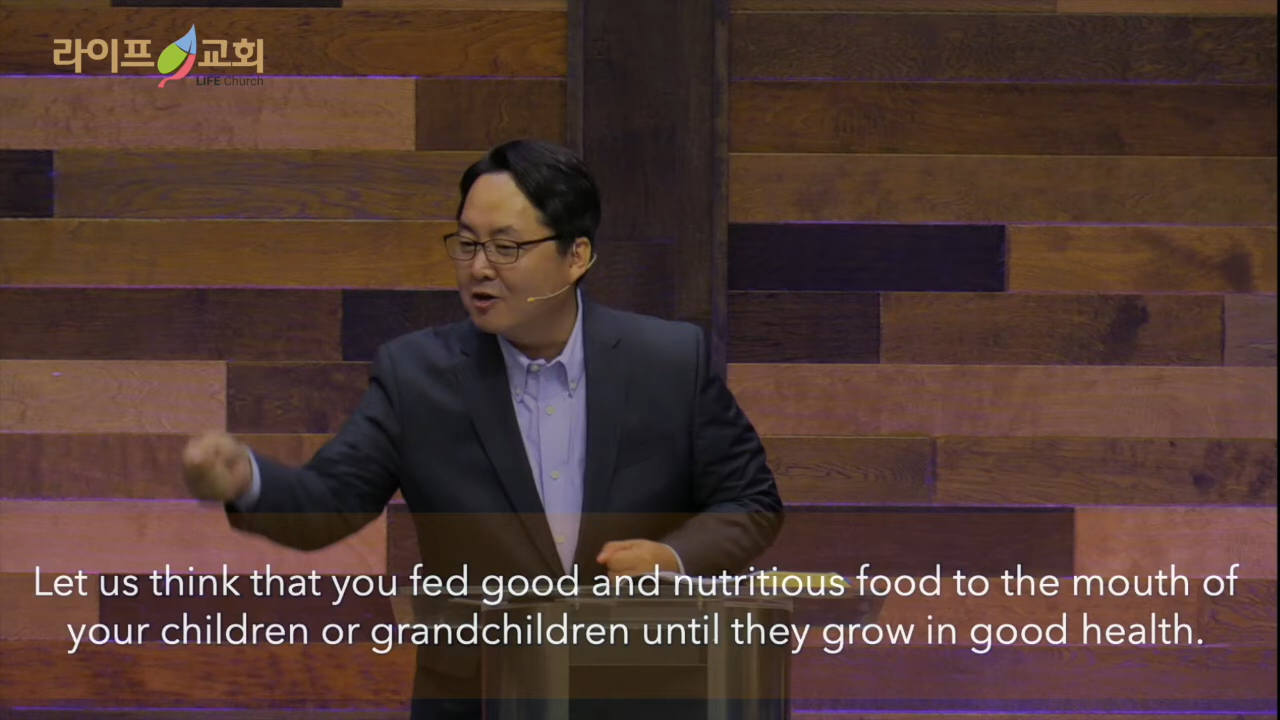 라이프 교회
LIFE Church
Let us think that you fed good and nutritious food to the mouth of
your children or grandchildren until they grow in good health.